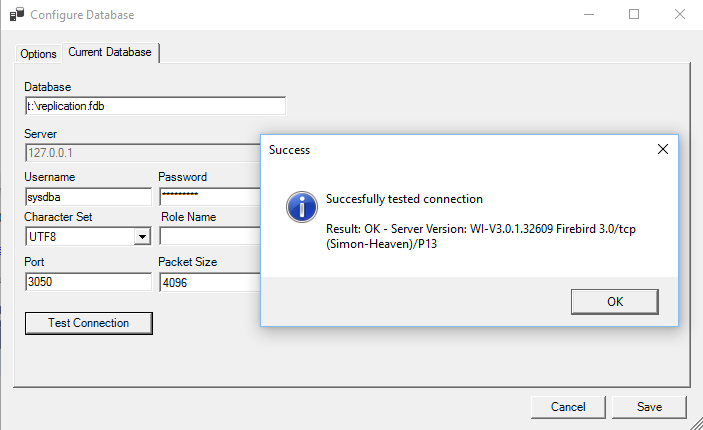 Configure Database
Options Current Database
Database
t:\replication.fdb
Server
127.0.0.1
Username Password
sysdba *********
Character Set Role Name
UTF8
Port Packet Size
3050 4096
Test Connection
Success
Succesfully tested connection
Result: OK - Server Version: WI-V3.0.1.32609 Firebird 3.0/tcp
(Simon-Heaven)/P13
OK
Cancel Save